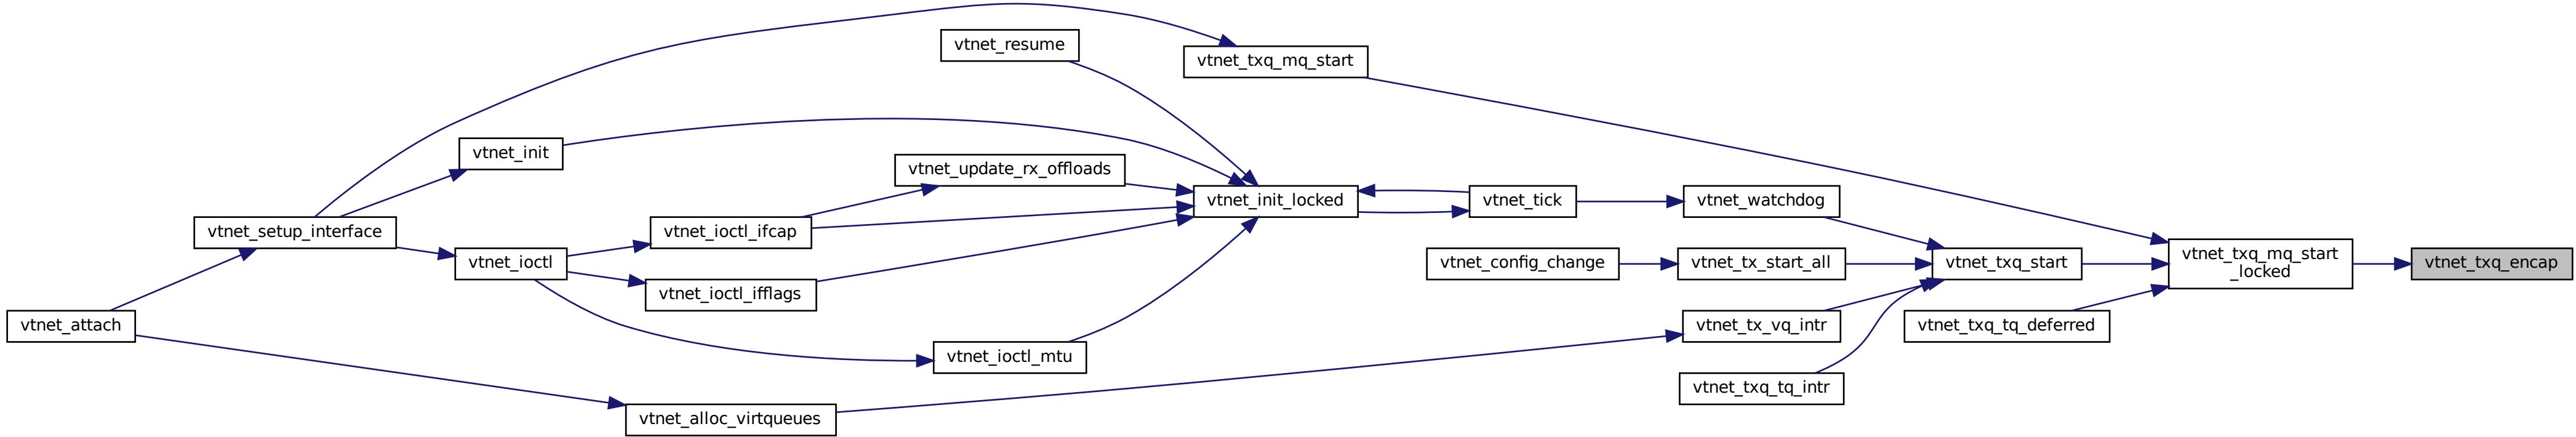 vtnet_resume
vtnet_txq_mq_start
vtnet_init
vtnet_update_rx_offloads
vtnet_init_locked
vtnet_tick
vtnet_watchdog
vtnet_setup_interface
vtnet_ioctl_ifcap
vtnet_ioctl
vtnet_config_change
vtnet_tx_start_all
vtnet_txq_start
vtnet_txq_mq_start
_locked
vtnet_txq_encap
vtnet_ioctl_ifflags
vtnet_attach
vtnet_tx_vq_intr
vtnet_txq_tq_deferred
vtnet_ioctl_mtu
vtnet_txq_tq_intr
vtnet_alloc_virtqueues